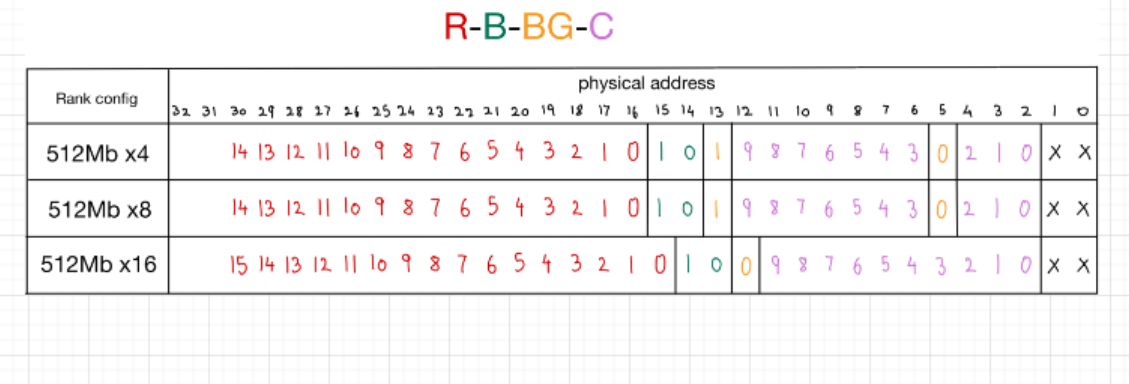 R-B-BG-C
physical address
Rank config
32 31 30 29 28 27 26 25 24 23 22 21 20 19 18 17 16 15 14 13 12 11 10 9 8 7 6 5 4 3 2 1 0
512Mb x4 14 13 12 11 10 9 8 7 6 5 4 3 2 1 0 1 0 1 9 8 7 6 5 4 3 0 2 1 0 X X
512Mb x8 14 13 12 11 10 9 8 7 6 5 4 3 2 1 0 1 0 1 9 8 7 6 5 4 3 0 2 1 0 X X
512Mb x16 15 14 13 12 11 10 9 8 7 6 5 4 3 2 1 0 1 0 0 9 8 7 6 5 4 3 2 1 0 X X